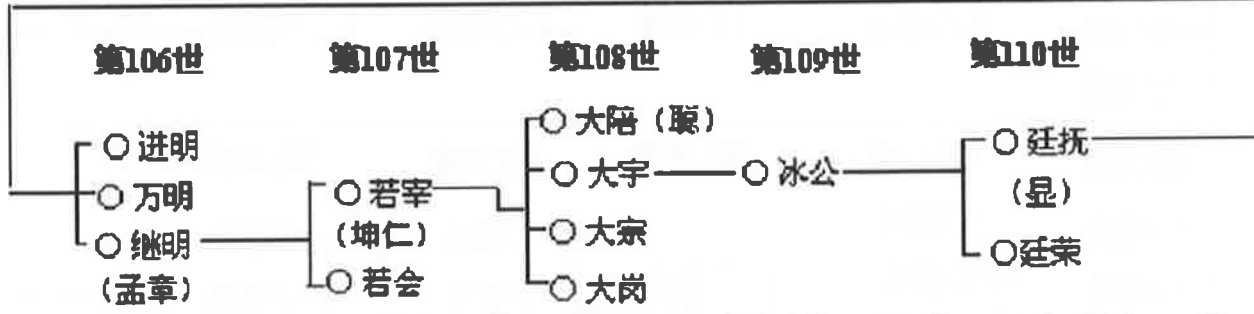 第106世 第107世 第108世 第109世 第110世
○ 进明
○ 万明
○ 继明
(孟章)
○ 若宰
(坤仁)
○ 若会
○ 大陪(聪)
○ 大宇
○ 大宗
○ 大岗
○ 冰公
○ 廷抚
(显)
○廷荣